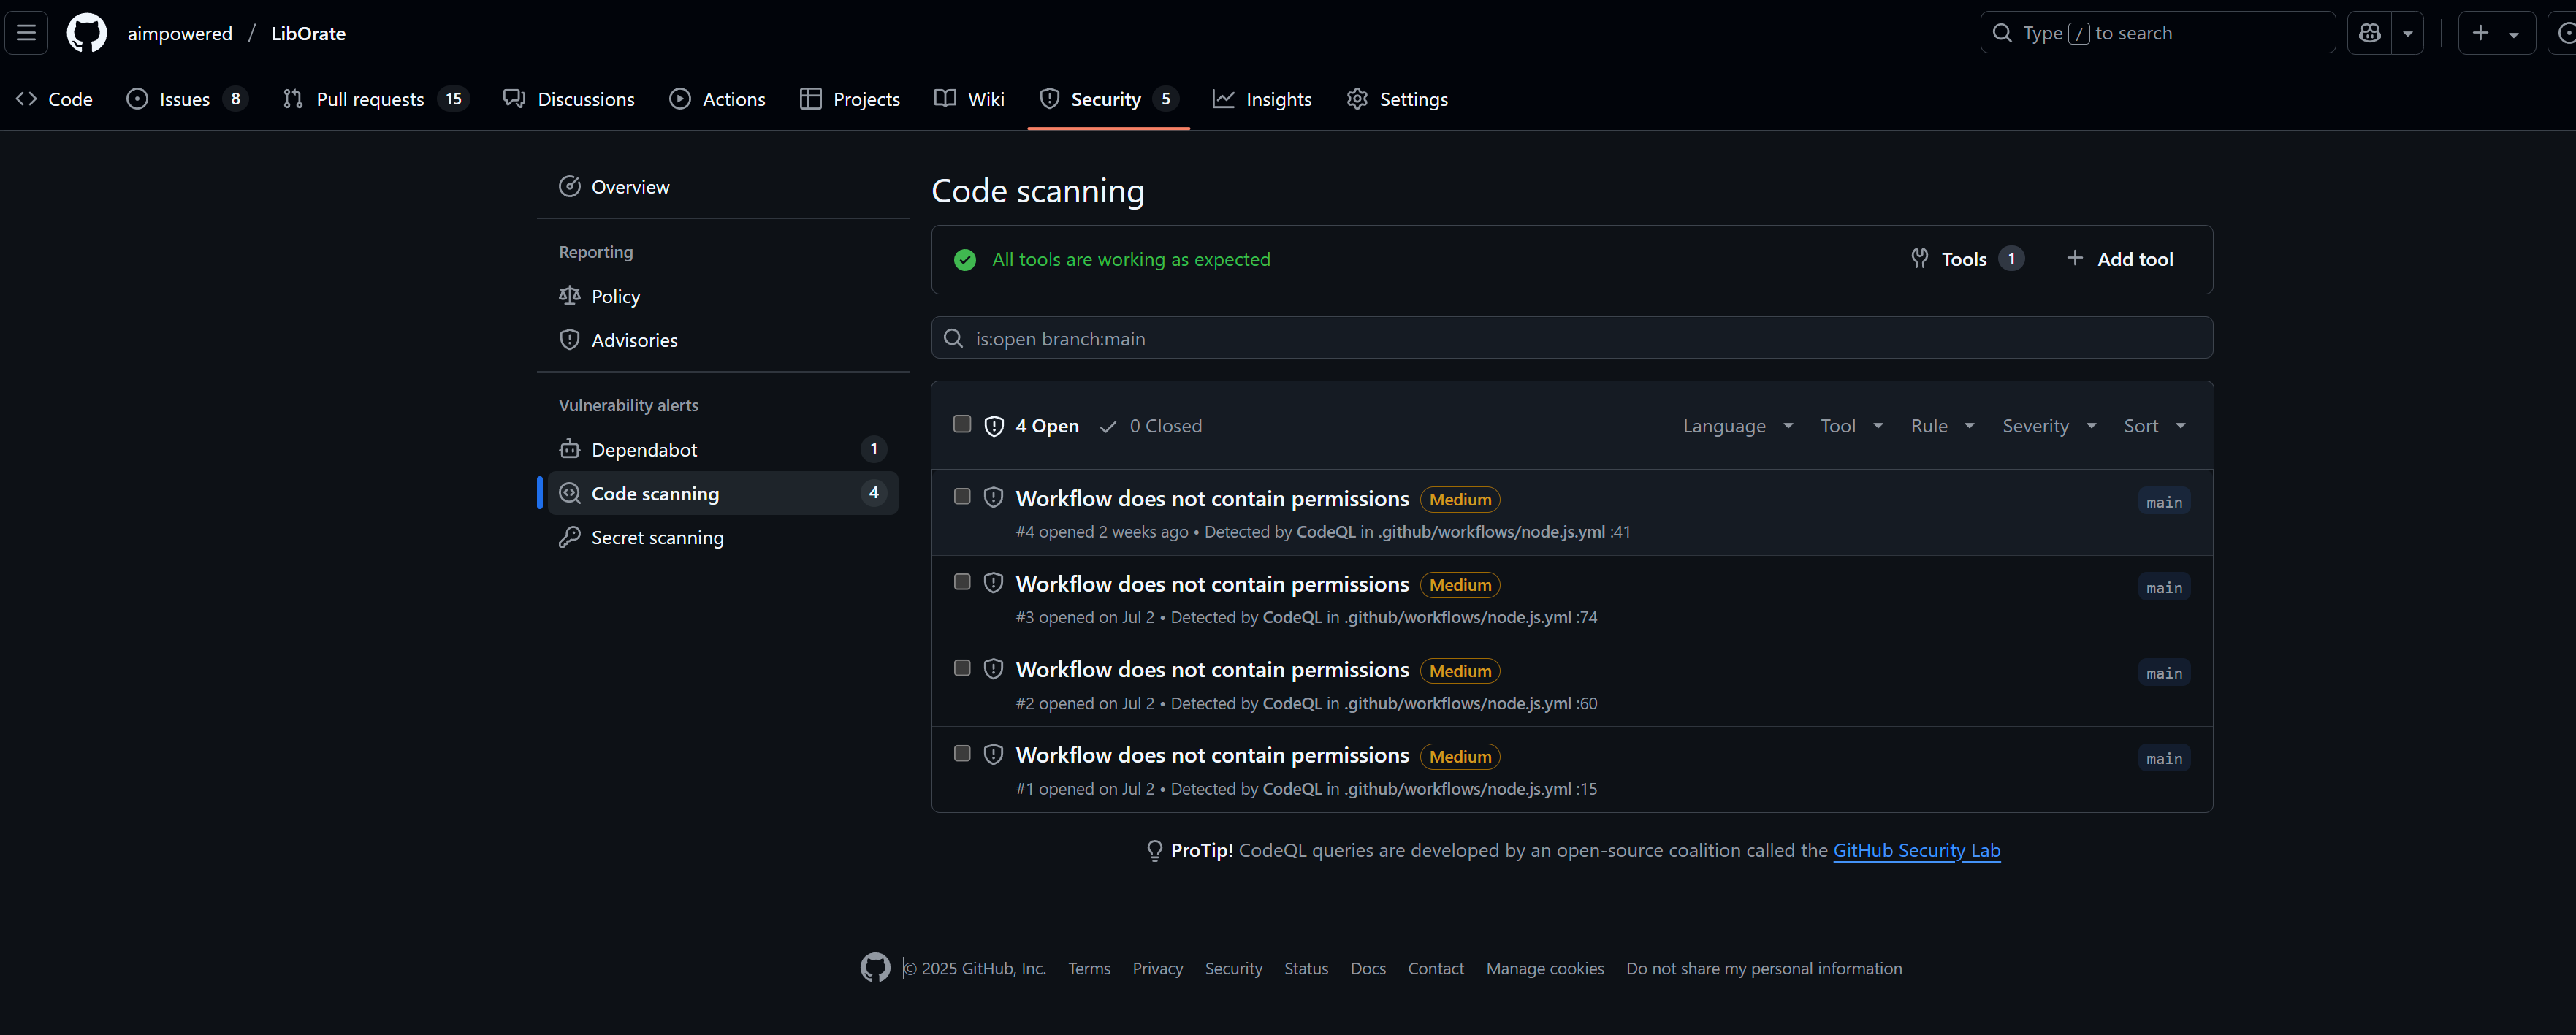 aimpowered / LibOrate
Type / to search
Code
Issues 8
Pull requests 15
Discussions
Actions
Projects
Wiki
Security 5
Insights
Settings
Overview
Reporting
Policy
Advisories
Vulnerability alerts
Dependabot 1
Code scanning 4
Secret scanning
Code scanning
All tools are working as expected
Tools 1
Add tool
is:open branch:main
4 Open
0 Closed
Language
Tool
Rule
Severity
Sort
Workflow does not contain permissions Medium
main
#4 opened 2 weeks ago • Detected by CodeQL in .github/workflows/node.js.yml :41
Workflow does not contain permissions Medium
main
#3 opened on Jul 2 • Detected by CodeQL in .github/workflows/node.js.yml :74
Workflow does not contain permissions Medium
main
#2 opened on Jul 2 • Detected by CodeQL in .github/workflows/node.js.yml :60
Workflow does not contain permissions Medium
main
#1 opened on Jul 2 • Detected by CodeQL in .github/workflows/node.js.yml :15
ProTip! CodeQL queries are developed by an open-source coalition called the GitHub Security Lab
© 2025 GitHub, Inc.
Terms
Privacy
Security
Status
Docs
Contact
Manage cookies
Do not share my personal information